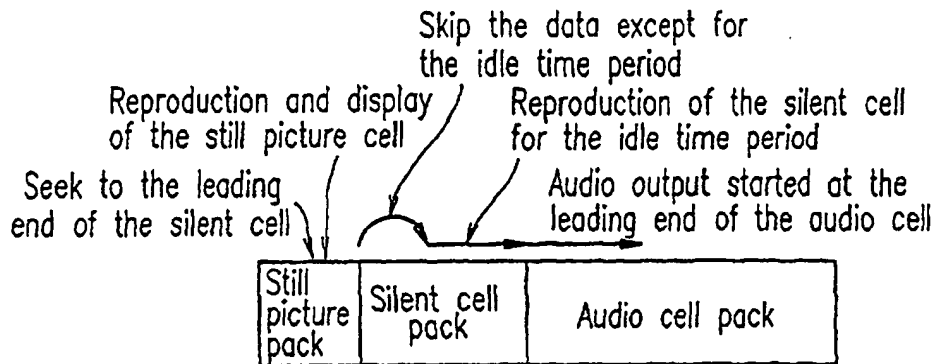 Skip the data except for
the idle time period
Reproduction and display
of the still picture cell
Reproduction of the silent cell
for the idle time period
Seek to the leading
end of the silent cell
Audio output started at the
leading end of the audio cell
Still
picture
pack
Silent cell
pack
Audio cell pack